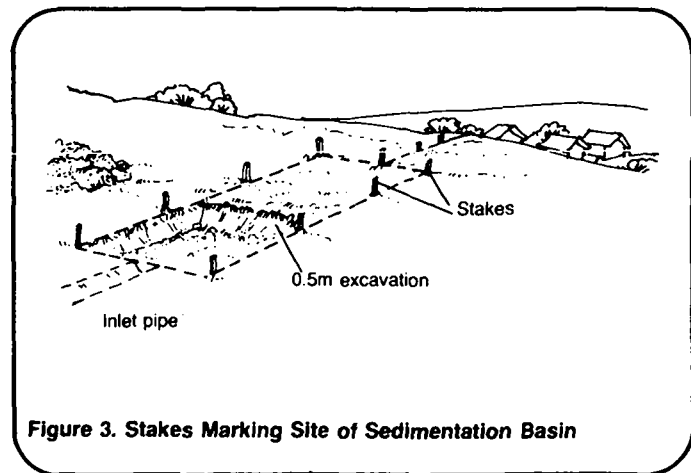 Stakes
0.5m excavation
Inlet pipe
Figure 3. Stakes Marking Site of Sedimentation Basin